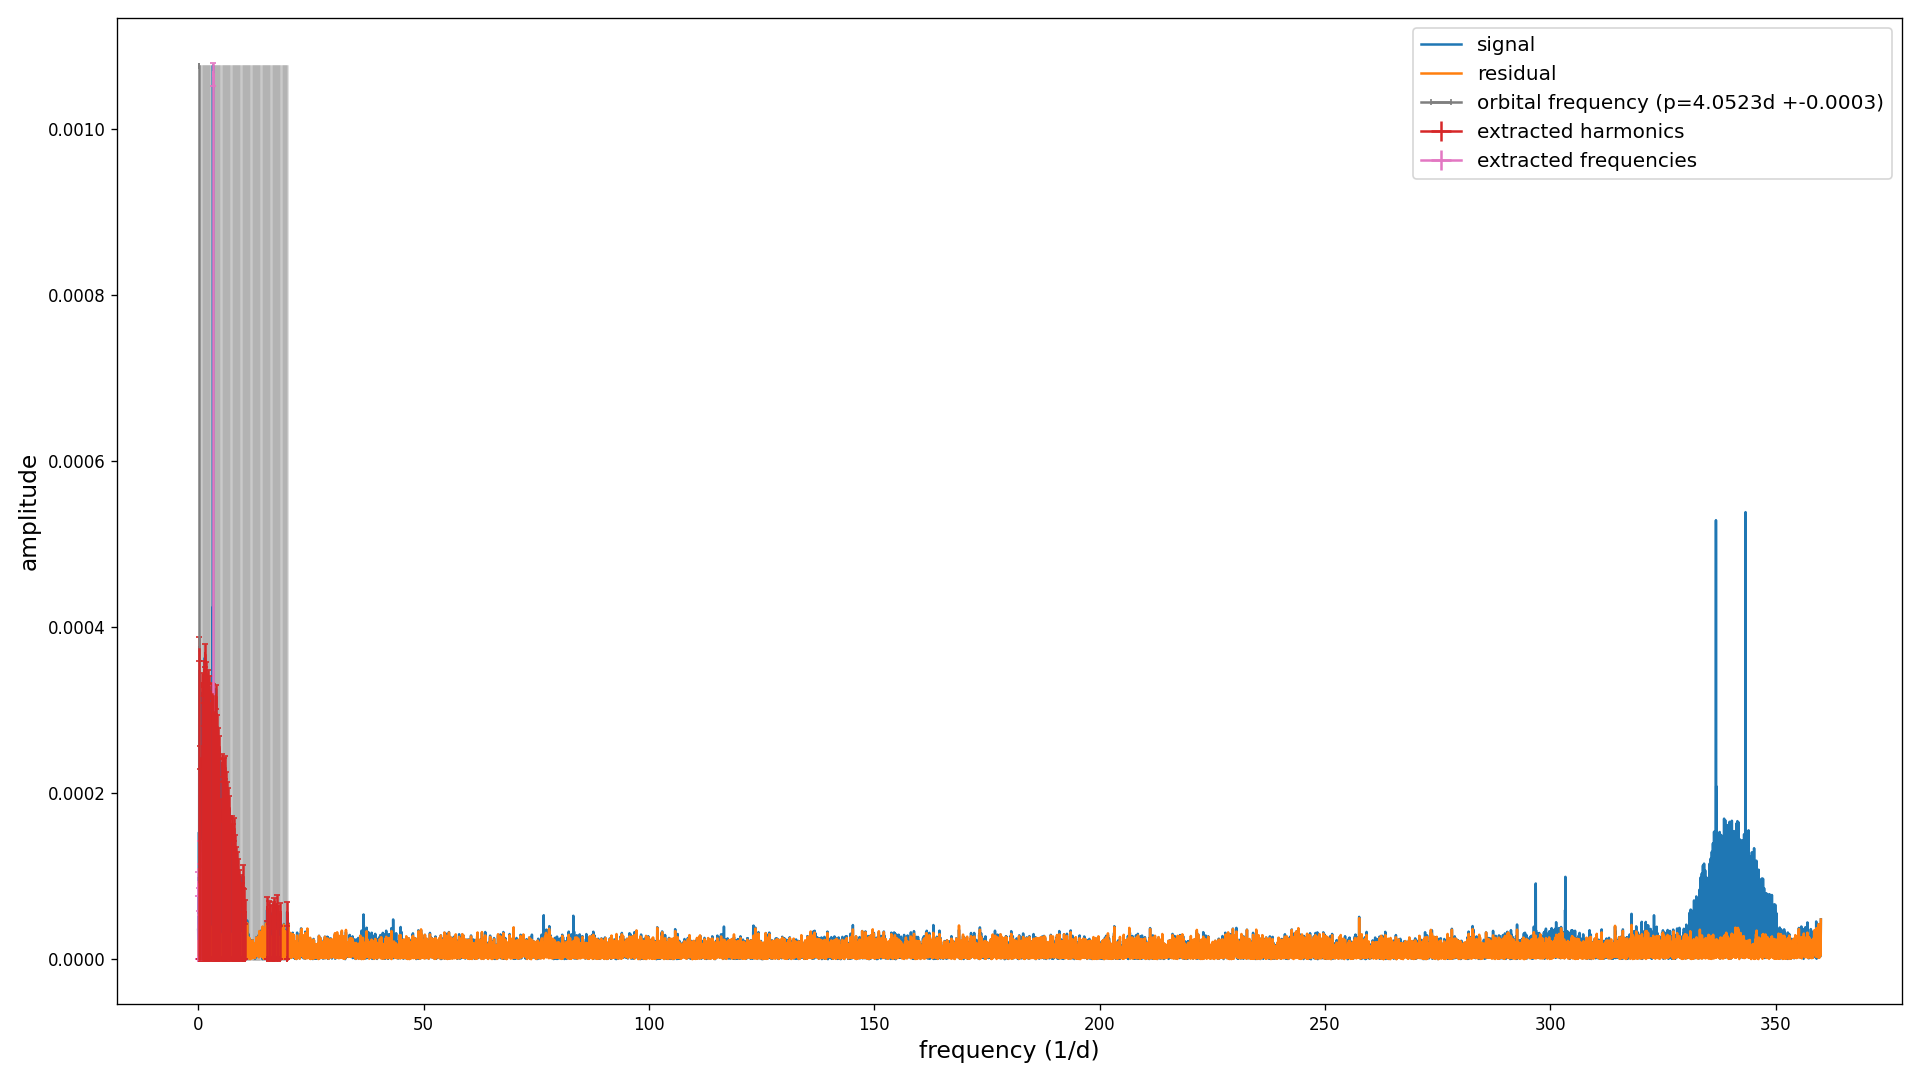 signal
residual
orbital frequency (p=4.0523d +-0.0003)
extracted harmonics
extracted frequencies
0.0010
0.0008
0.0006
0.0004
0.0002
0.0000
amplitude
0
50
100
150
200
250
300
350
frequency (1/d)